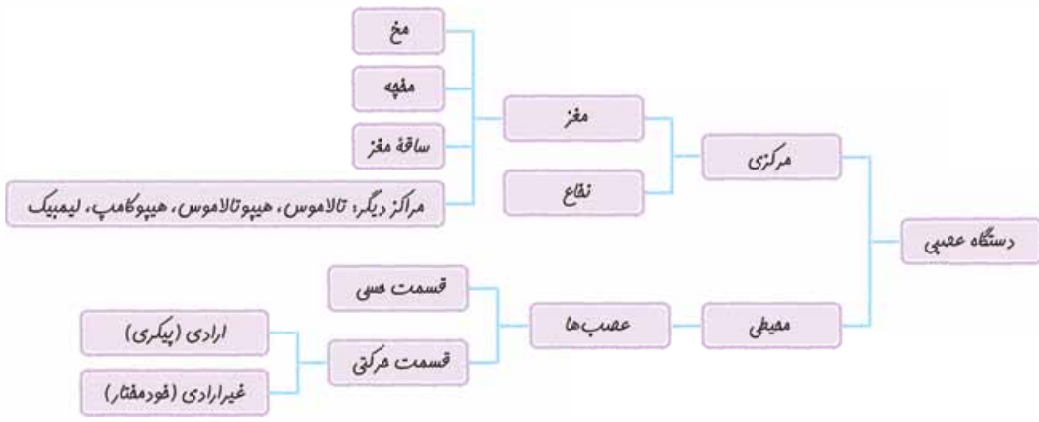 دستگاه عصبی
مرکزی
مغز
مخ
مخچه
ساقهٔ مغز
مراکز دیگر: تالاموس، هیپوتالاموس، هیپوکامپ، لیمبیک
نخاع
محیطی
عصب‌ها
قسمت حسی
قسمت حرکتی
ارادی (پیکری)
غیرارادی (خودمختار)